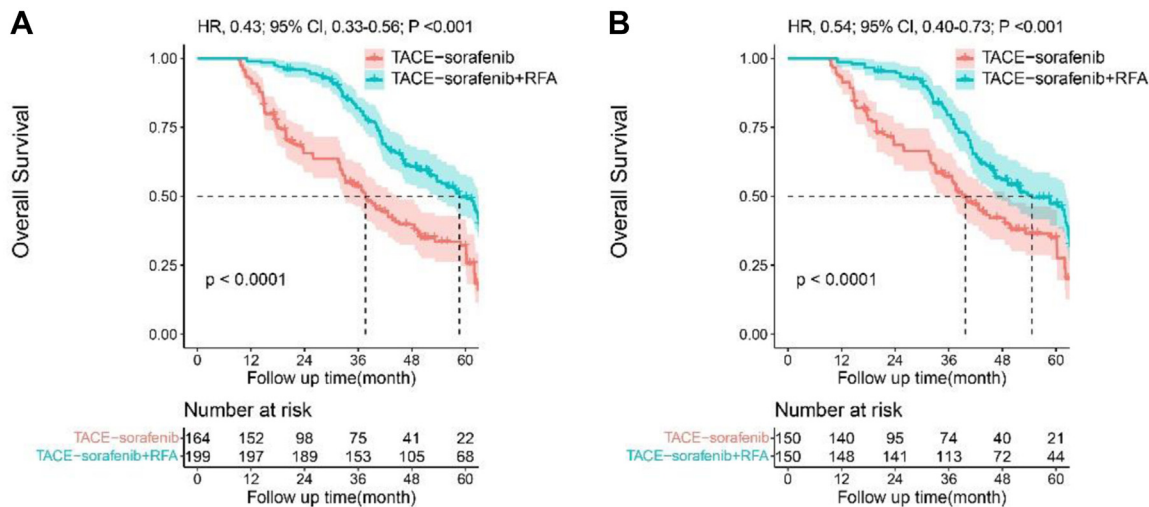 A
HR, 0.43; 95% CI, 0.33-0.56; P <0.001
TACE-sorafenib
TACE-sorafenib+RFA
Overall Survival
1.00
0.75
0.50
0.25
0.00
p < 0.0001
0 12 24 36 48 60
Follow up time(month)
Number at risk
TACE-sorafenib 164 152 98 75 41 22
TACE-sorafenib+RFA 199 197 189 153 105 68
0 12 24 36 48 60
Follow up time(month)
B
HR, 0.54; 95% CI, 0.40-0.73; P <0.001
TACE-sorafenib
TACE-sorafenib+RFA
Overall Survival
1.00
0.75
0.50
0.25
0.00
p < 0.0001
0 12 24 36 48 60
Follow up time(month)
Number at risk
TACE-sorafenib 150 140 95 74 40 21
TACE-sorafenib+RFA 150 148 141 113 72 44
0 12 24 36 48 60
Follow up time(month)